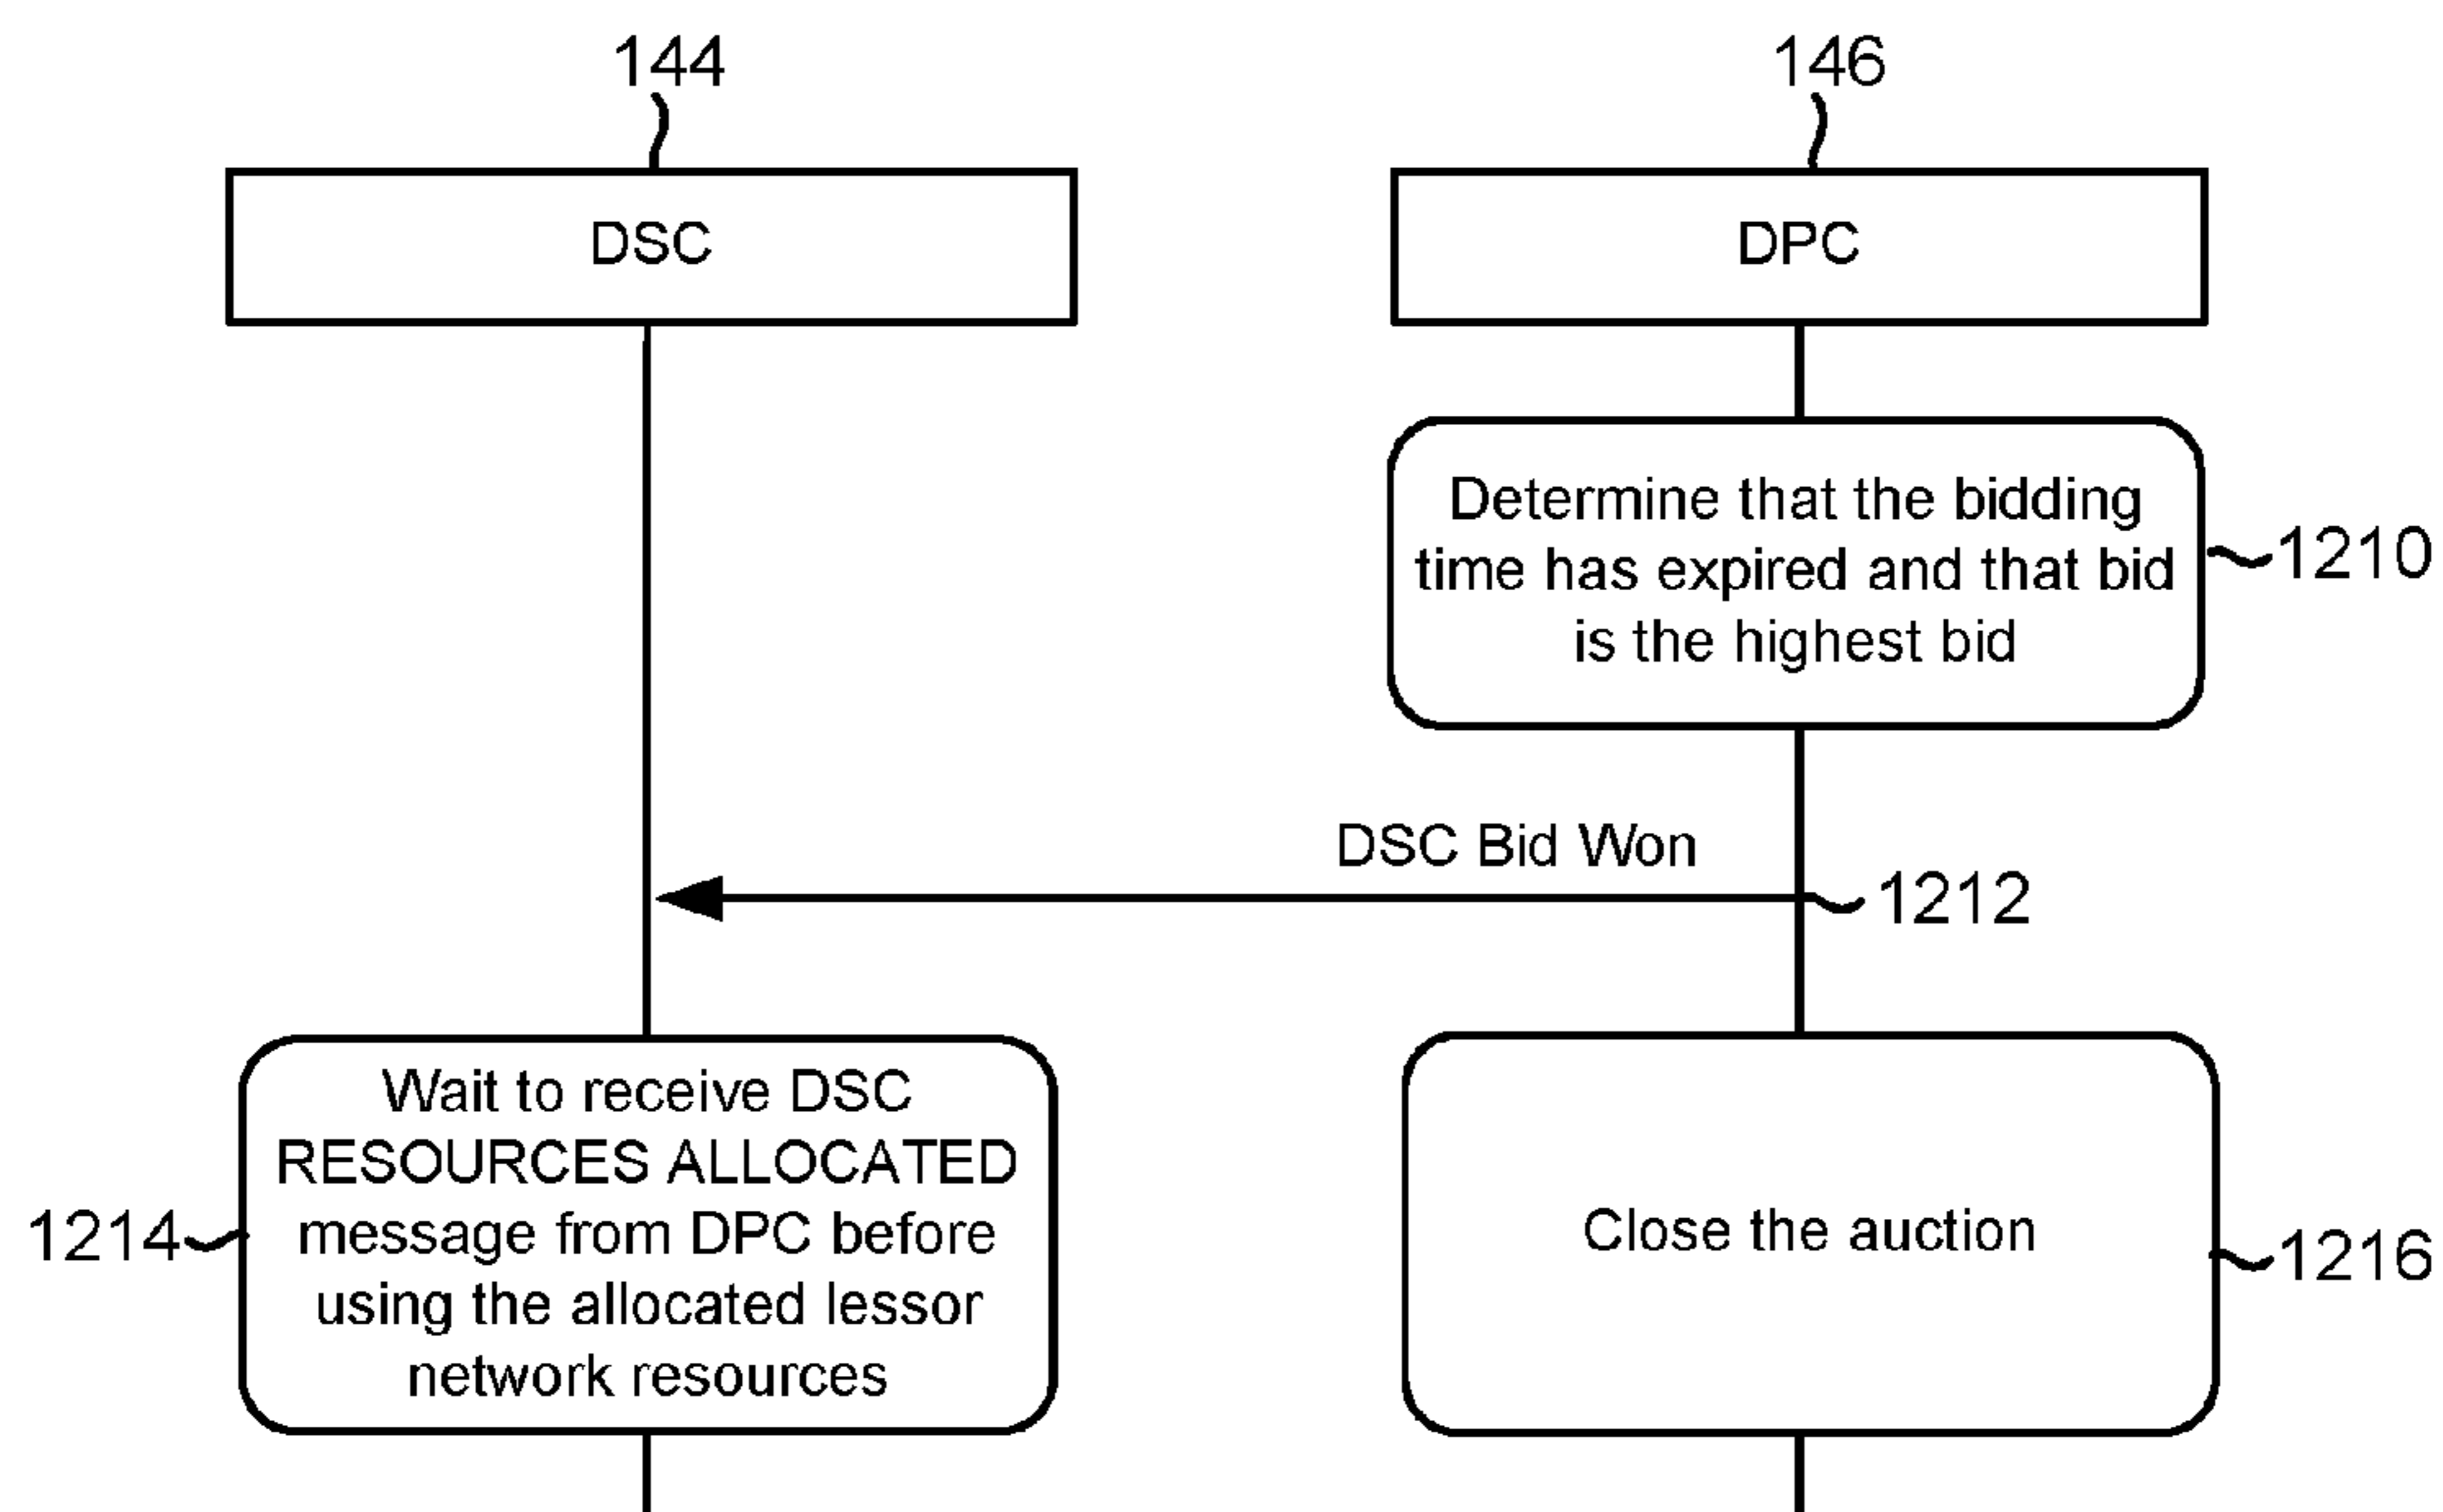 144
146
DSC
DPC
Determine that the bidding
time has expired and that bid
is the highest bid
1210
DSC Bid Won
1212
Wait to receive DSC
RESOURCES ALLOCATED
message from DPC before
using the allocated lessor
network resources
1214
Close the auction
1216